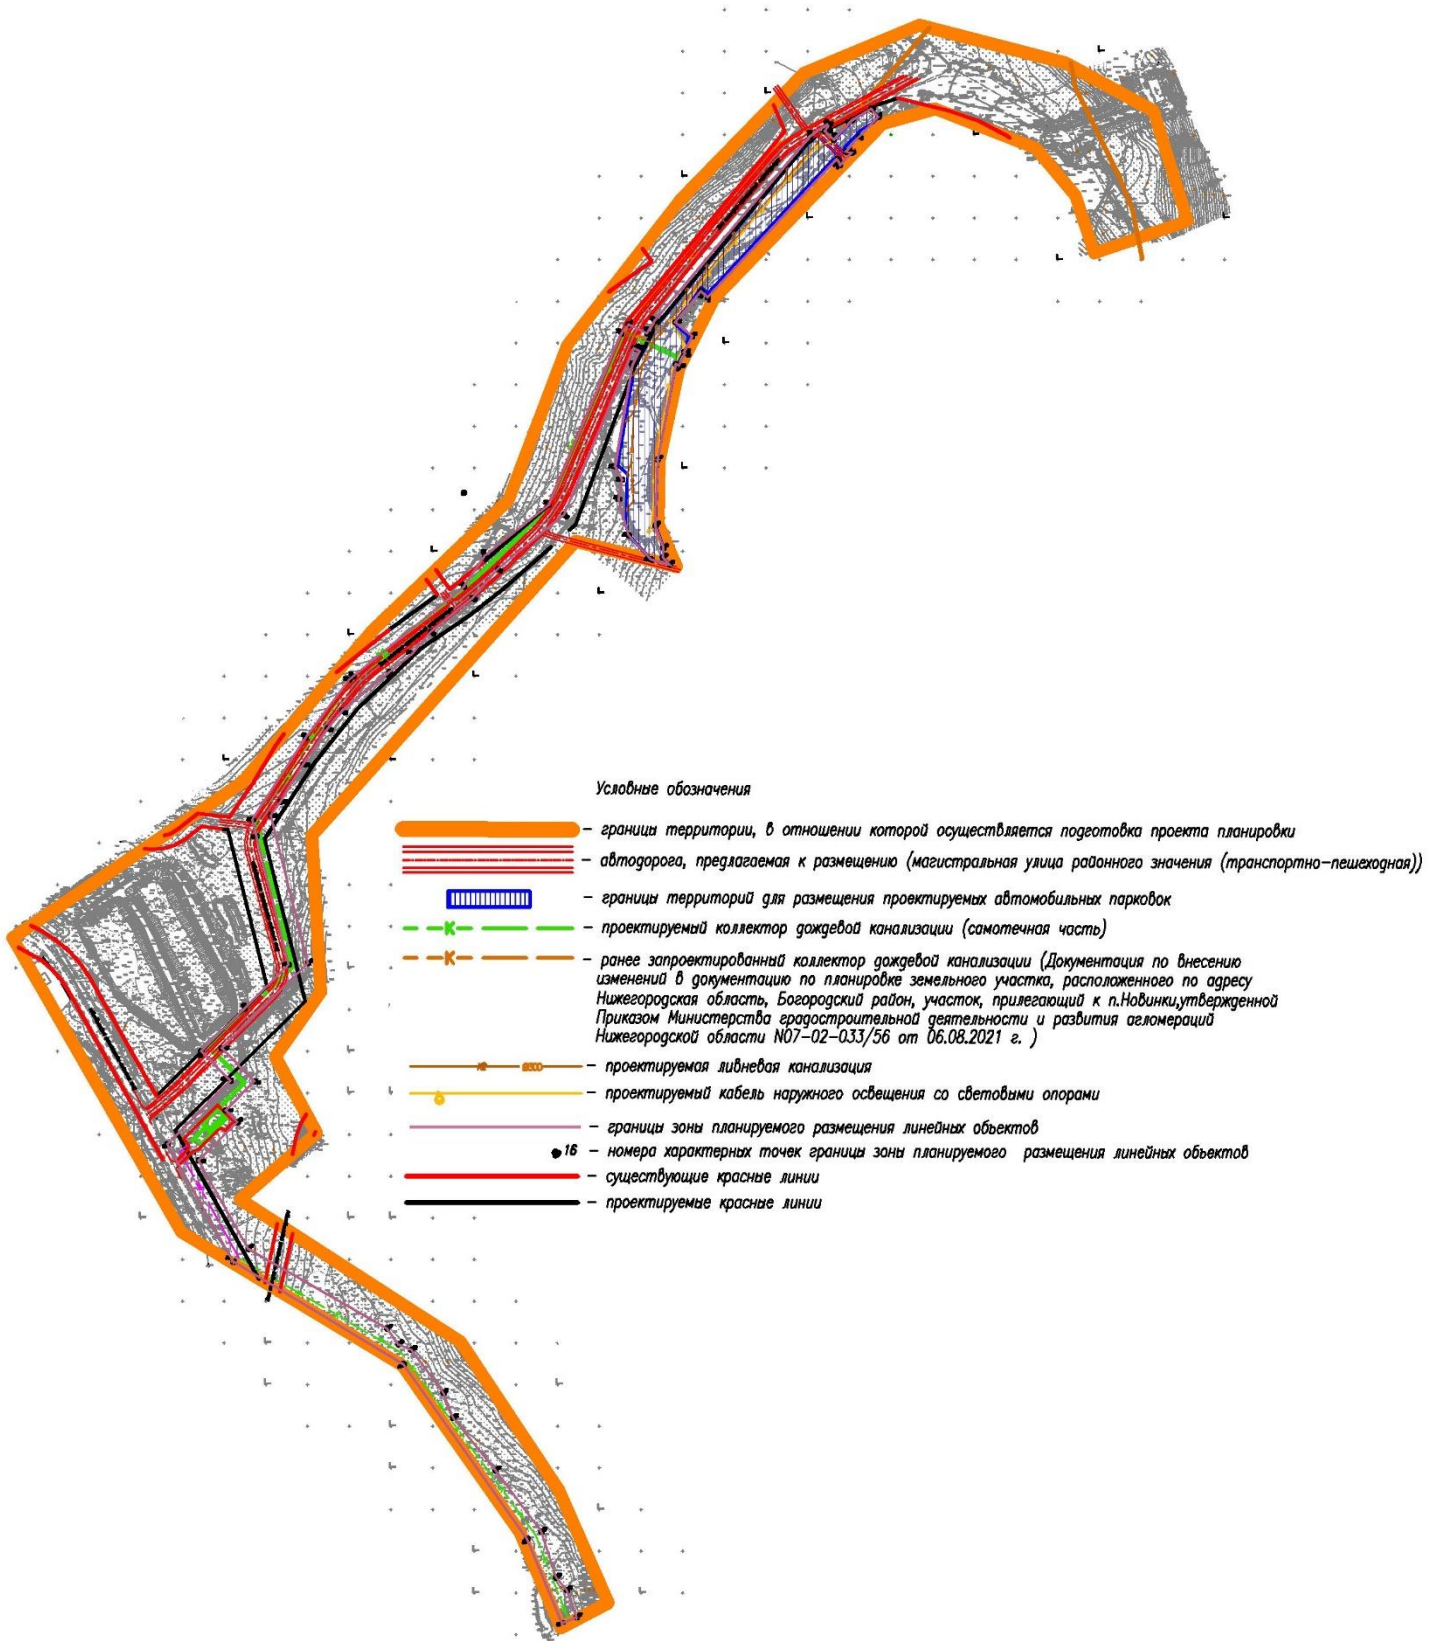 Условные обозначения
– границы территории, в отношении которой осуществляется подготовка проекта планировки
– автодорога, предлагаемая к размещению (магистральная улица районного значения (транспортно-пешеходная))
– границы территорий для размещения проектируемых автомобильных парковок
К – проектируемый коллектор дождевой канализации (самотечная часть)
К – ранее запроектированный коллектор дождевой канализации (Документация по внесению
изменений в документацию по планировке земельного участка, расположенного по адресу
Нижегородская область, Богородский район, участок, прилегающий к п.Новинки,утвержденной
Приказом Министерства градостроительной деятельности и развития агломераций
Нижегородской области N07-02-033/56 от 06.08.2021 г. )
– проектируемая ливневая канализация
– проектируемый кабель наружного освещения со световыми опорами
– границы зоны планируемого размещения линейных объектов
16 – номера характерных точек границы зоны планируемого размещения линейных объектов
– существующие красные линии
– проектируемые красные линии